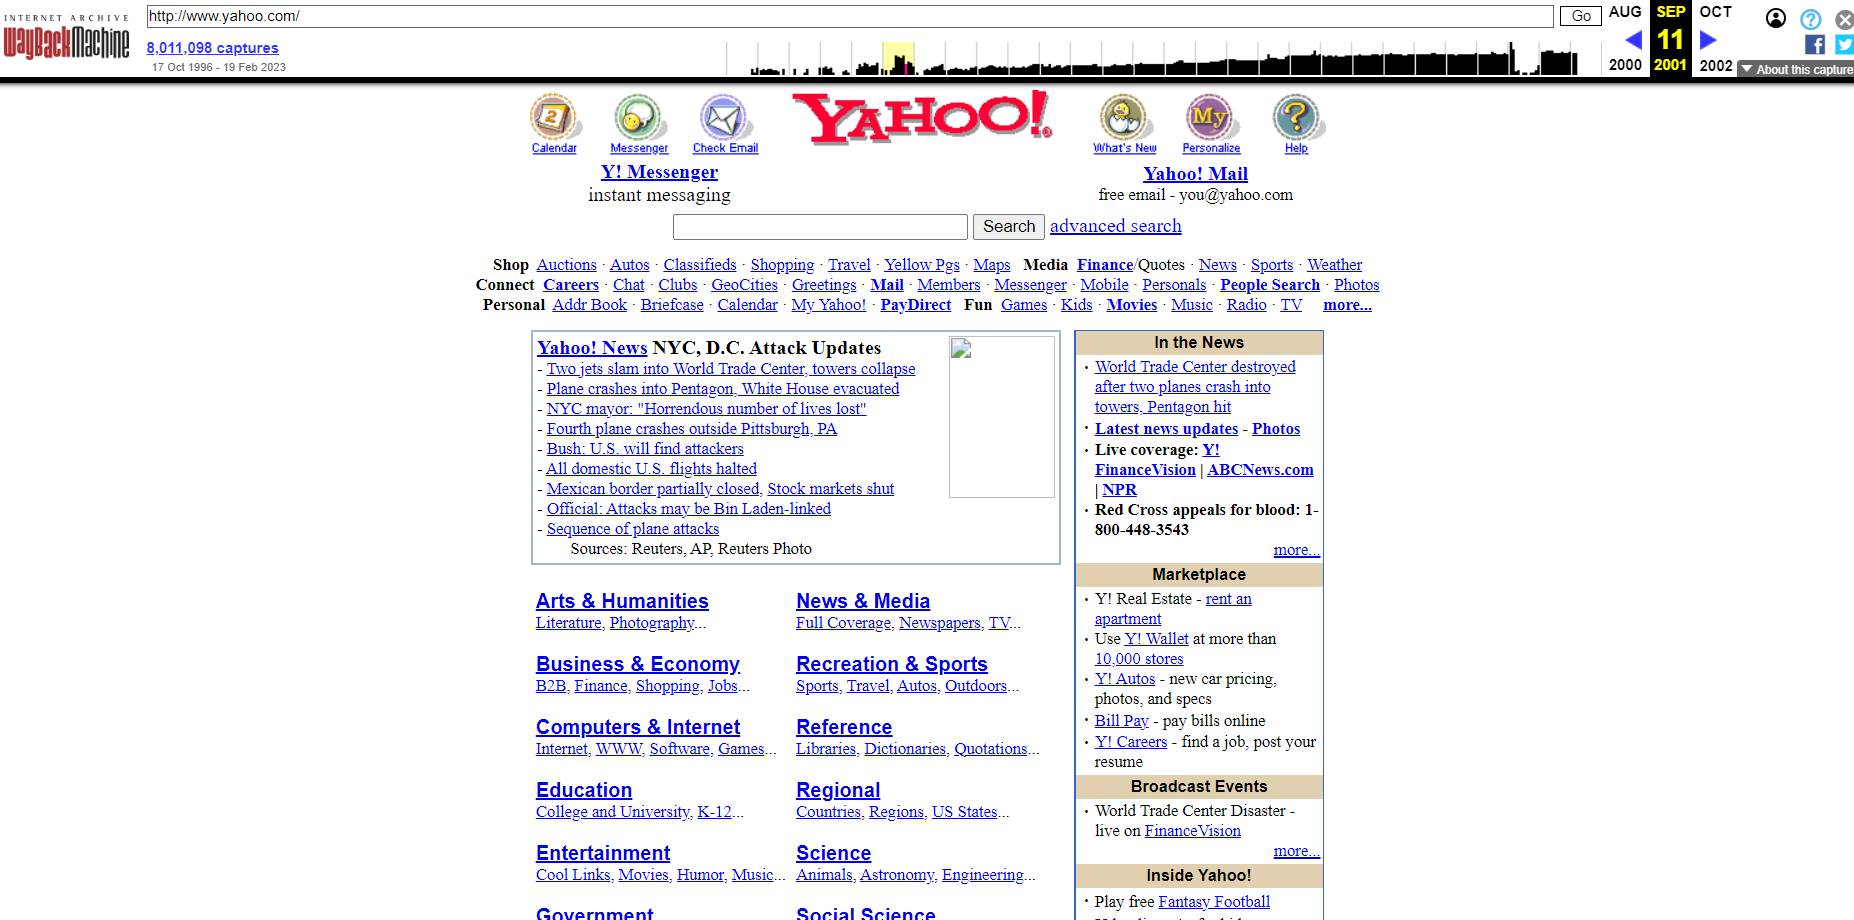 INTERNET ARCHIVE
WayBackMachine
http://www.yahoo.com/
Go
8,011,098 captures
17 Oct 1996 - 19 Feb 2023
AUG SEP OCT
11
2000 2001 2002
About this capture
Calendar
Messenger
Check Email
YAHOO!
What's New
Personalize
Help
Y! Messenger
instant messaging
Yahoo! Mail
free email - you@yahoo.com
Search advanced search
Shop Auctions · Autos · Classifieds · Shopping · Travel · Yellow Pgs · Maps Media Finance/Quotes · News · Sports · Weather
Connect Careers · Chat · Clubs · GeoCities · Greetings · Mail · Members · Messenger · Mobile · Personals · People Search · Photos
Personal Addr Book · Briefcase · Calendar · My Yahoo! · PayDirect Fun Games · Kids · Movies · Music · Radio · TV more...
Yahoo! News NYC, D.C. Attack Updates
- Two jets slam into World Trade Center, towers collapse
- Plane crashes into Pentagon, White House evacuated
- NYC mayor: "Horrendous number of lives lost"
- Fourth plane crashes outside Pittsburgh, PA
- Bush: U.S. will find attackers
- All domestic U.S. flights halted
- Mexican border partially closed, Stock markets shut
- Official: Attacks may be Bin Laden-linked
- Sequence of plane attacks
Sources: Reuters, AP, Reuters Photo
Arts & Humanities
Literature, Photography...
News & Media
Full Coverage, Newspapers, TV...
Business & Economy
B2B, Finance, Shopping, Jobs...
Recreation & Sports
Sports, Travel, Autos, Outdoors...
Computers & Internet
Internet, WWW, Software, Games...
Reference
Libraries, Dictionaries, Quotations...
Education
College and University, K-12...
Regional
Countries, Regions, US States...
Entertainment
Cool Links, Movies, Humor, Music...
Science
Animals, Astronomy, Engineering...
Government
Social Science
In the News
· World Trade Center destroyed
after two planes crash into
towers, Pentagon hit
· Latest news updates - Photos
· Live coverage: Y!
FinanceVision | ABCNews.com
| NPR
· Red Cross appeals for blood: 1-
800-448-3543
more...
Marketplace
· Y! Real Estate - rent an
apartment
· Use Y! Wallet at more than
10,000 stores
· Y! Autos - new car pricing,
photos, and specs
· Bill Pay - pay bills online
· Y! Careers - find a job, post your
resume
Broadcast Events
· World Trade Center Disaster -
live on FinanceVision
more...
Inside Yahoo!
· Play free Fantasy Football